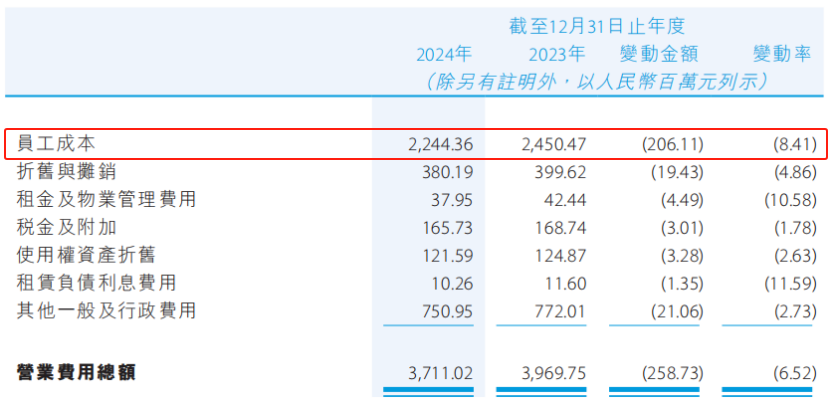 截至12月31日止年度
2024年 2023年 變動金額 變動率
（除另有註明外，以人民幣百萬元列示）
員工成本 2,244.36 2,450.47 (206.11) (8.41)
折舊與攤銷 380.19 399.62 (19.43) (4.86)
租金及物業管理費用 37.95 42.44 (4.49) (10.58)
税金及附加 165.73 168.74 (3.01) (1.78)
使用權資產折舊 121.59 124.87 (3.28) (2.63)
租賃負債利息費用 10.26 11.60 (1.35) (11.59)
其他一般及行政費用 750.95 772.01 (21.06) (2.73)
營業費用總額 3,711.02 3,969.75 (258.73) (6.52)